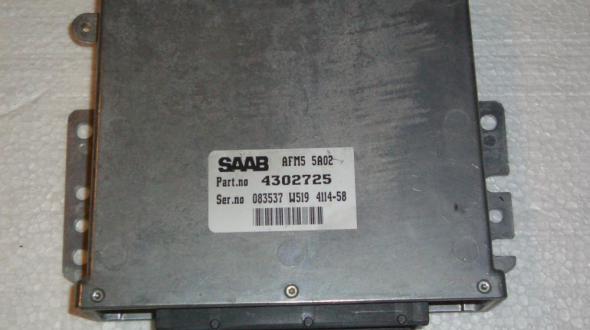 SAAB AFM5 5A02
Part.no 4302725
Ser.no 083537 W519 4114-58